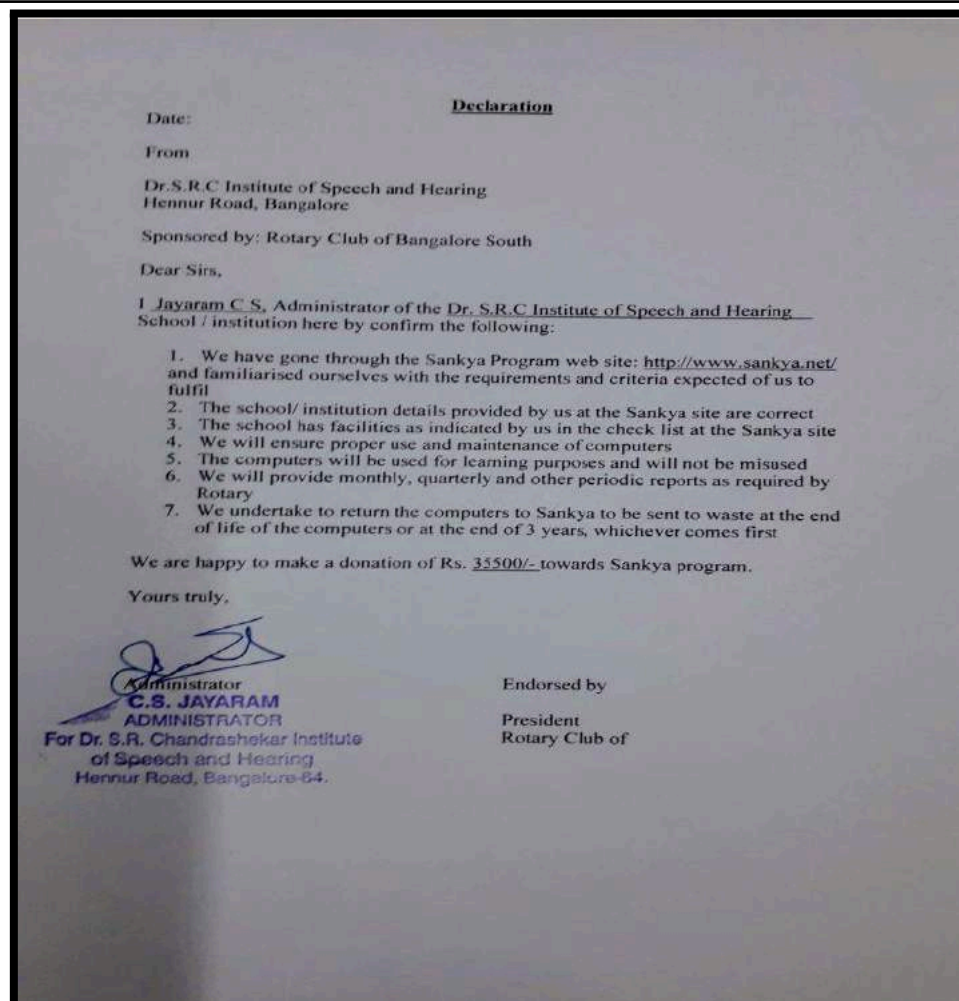 Declaration
Date:
From
Dr.S.R.C Institute of Speech and Hearing
Hennur Road, Bangalore
Sponsored by: Rotary Club of Bangalore South
Dear Sirs,
I Jayaram C S, Administrator of the Dr. S.R.C Institute of Speech and Hearing
School / institution here by confirm the following:
1. We have gone through the Sankya Program web site: http://www.sankya.net/
and familiarised ourselves with the requirements and criteria expected of us to
fulfil
2. The school/ institution details provided by us at the Sankya site are correct
3. The school has facilities as indicated by us in the check list at the Sankya site
4. We will ensure proper use and maintenance of computers
5. The computers will be used for learning purposes and will not be misused
6. We will provide monthly, quarterly and other periodic reports as required by
Rotary
7. We undertake to return the computers to Sankya to be sent to waste at the end
of life of the computers or at the end of 3 years, whichever comes first
We are happy to make a donation of Rs. 35500/- towards Sankya program.
Yours truly,
Administrator
C.S. JAYARAM
ADMINISTRATOR
For Dr. S.R. Chandrashekar Institute
of Speech and Hearing
Hennur Road, Bangalore-84.
Endorsed by
President
Rotary Club of